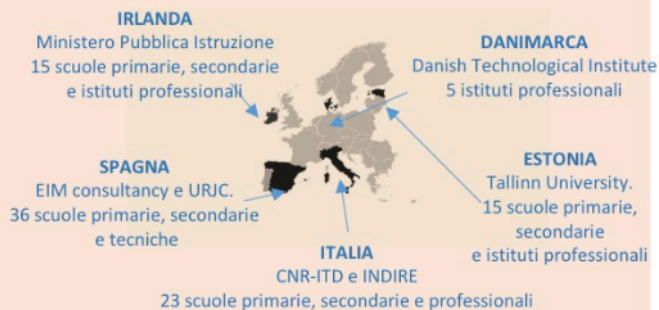 IRLANDA
Ministero Pubblica Istruzione
15 scuole primarie, secondarie
e istituti professionali
DANIMARCA
Danish Technological Institute
5 istituti professionali
SPAGNA
EIM consultancy e URJC.
36 scuole primarie, secondarie
e tecniche
ESTONIA
Tallinn University.
15 scuole primarie,
secondarie
e istituti professionali
ITALIA
CNR-ITD e INDIRE
23 scuole primarie, secondarie e professionali